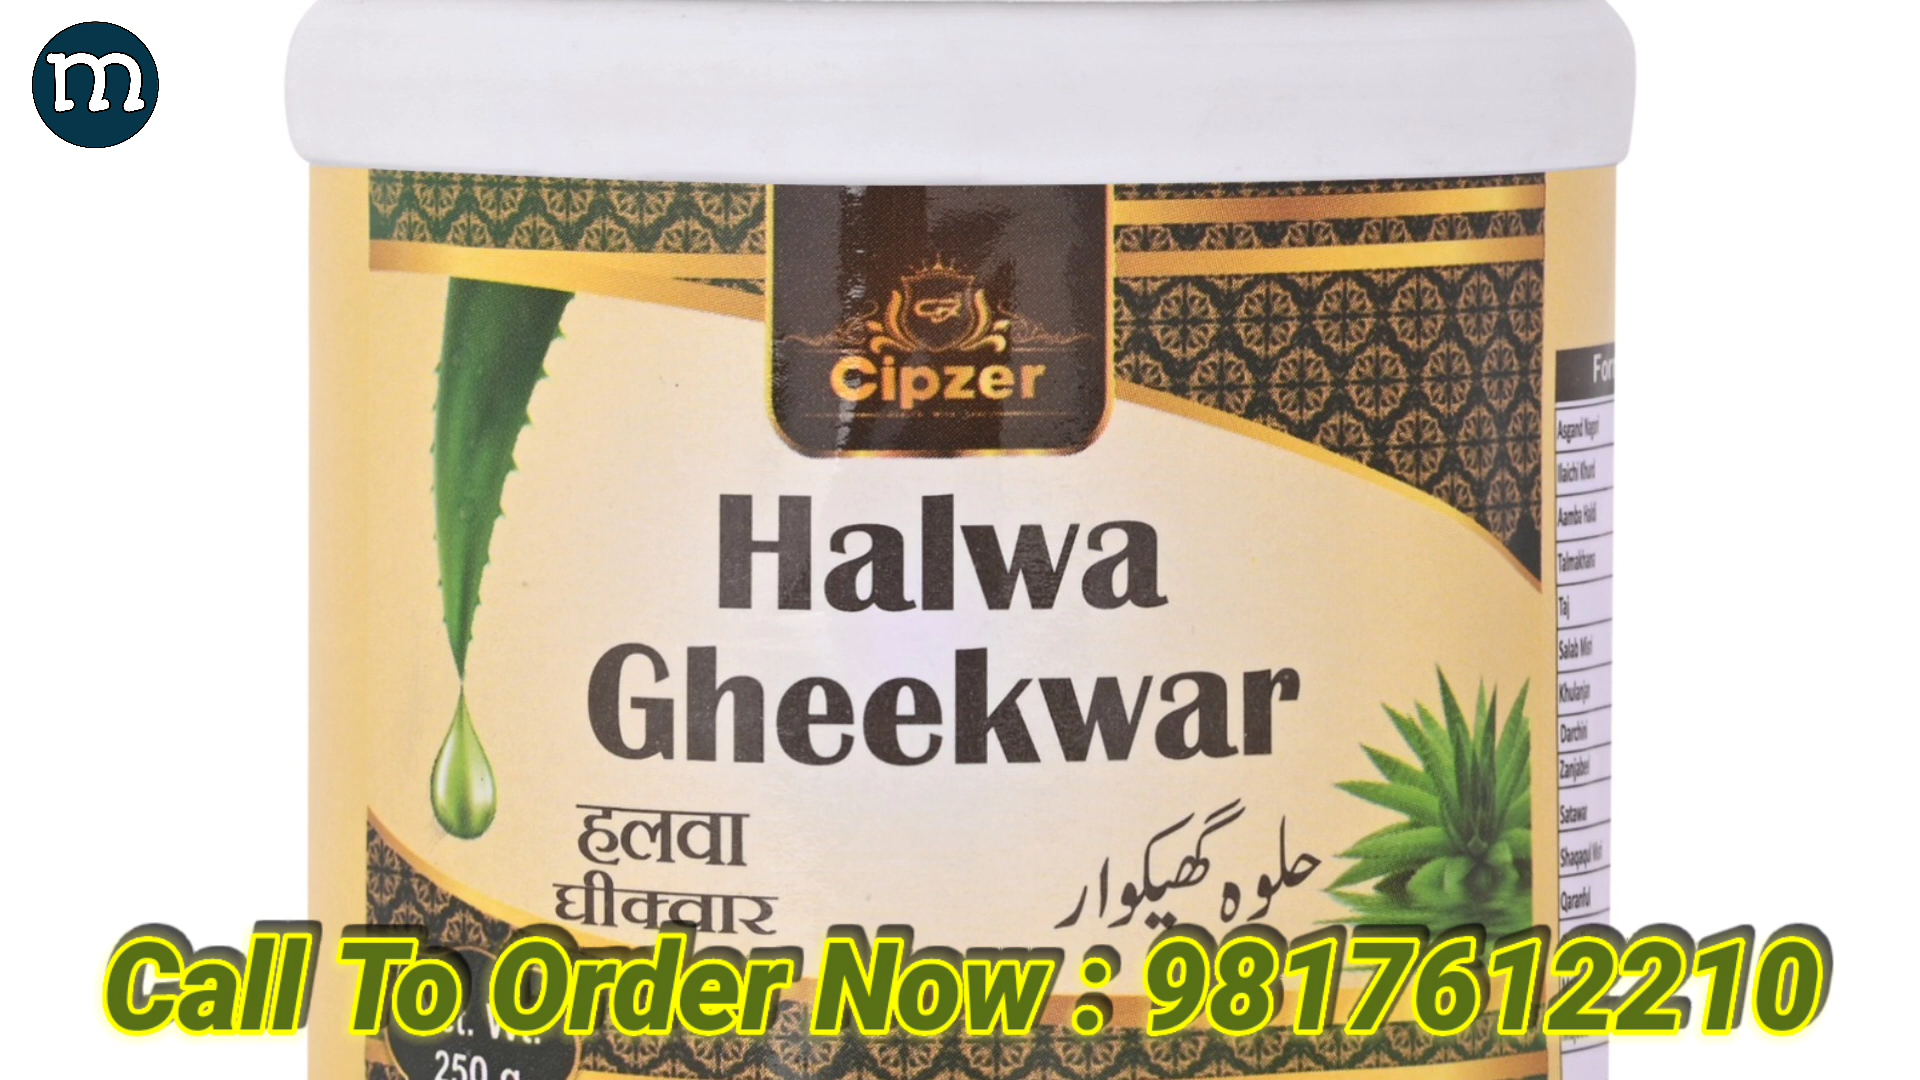 m
Cipzer
Halwa
Gheekwar
हलवा
घीक्वार
حلوہ گھیکوار
For
Asgand Nagori
Ilaichi Khurd
Aamba Haldi
Talmakhana
Taj
Salab Misri
Khulanjan
Darchini
Zanjabeel
Satawar
Shaqaqul Misri
Qaranful
Call To Order Now : 9817612210
250 g